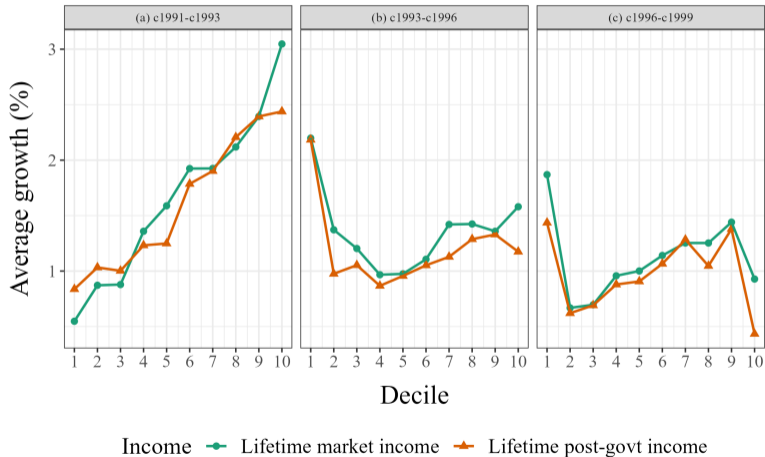 (a) c1991-c1993 (b) c1993-c1996 (c) c1996-c1999
Average growth (%)
3
2
1
1 2 3 4 5 6 7 8 9 10 1 2 3 4 5 6 7 8 9 10 1 2 3 4 5 6 7 8 9 10
Decile
Income Lifetime market income Lifetime post-govt income